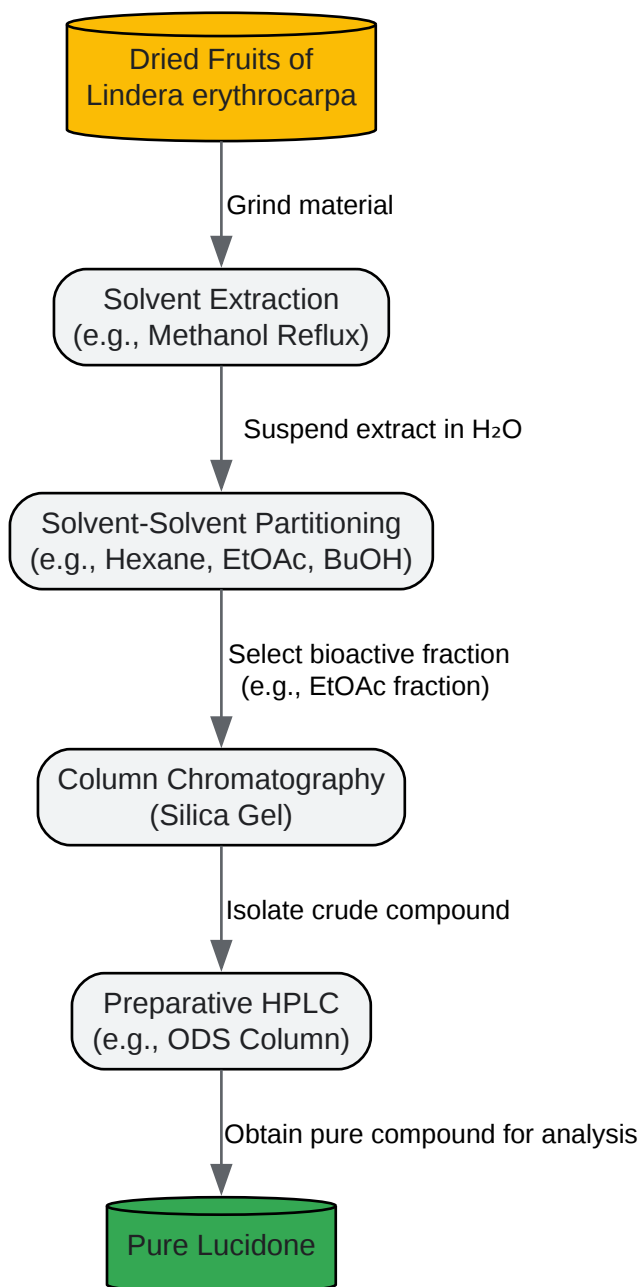 Dried Fruits of
Lindera erythrocarpa
Grind material
Solvent Extraction
(e.g., Methanol Reflux)
Suspend extract in H₂O
Solvent-Solvent Partitioning
(e.g., Hexane, EtOAc, BuOH)
Select bioactive fraction
(e.g., EtOAc fraction)
Column Chromatography
(Silica Gel)
Isolate crude compound
Preparative HPLC
(e.g., ODS Column)
Obtain pure compound for analysis
Pure Lucidone